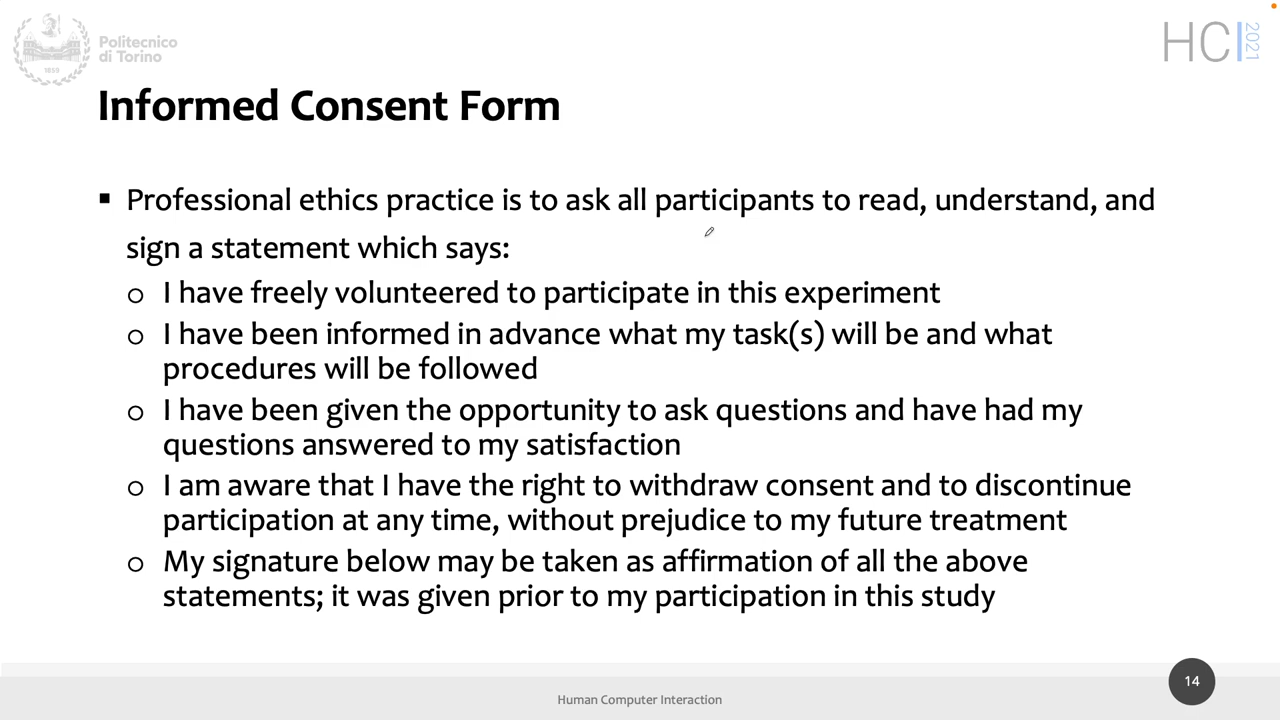 Politecnico
di Torino
1859
HCI
2021
Informed Consent Form
▪ Professional ethics practice is to ask all participants to read, understand, and
sign a statement which says:
o I have freely volunteered to participate in this experiment
o I have been informed in advance what my task(s) will be and what
procedures will be followed
o I have been given the opportunity to ask questions and have had my
questions answered to my satisfaction
o I am aware that I have the right to withdraw consent and to discontinue
participation at any time, without prejudice to my future treatment
o My signature below may be taken as affirmation of all the above
statements; it was given prior to my participation in this study
Human Computer Interaction
14